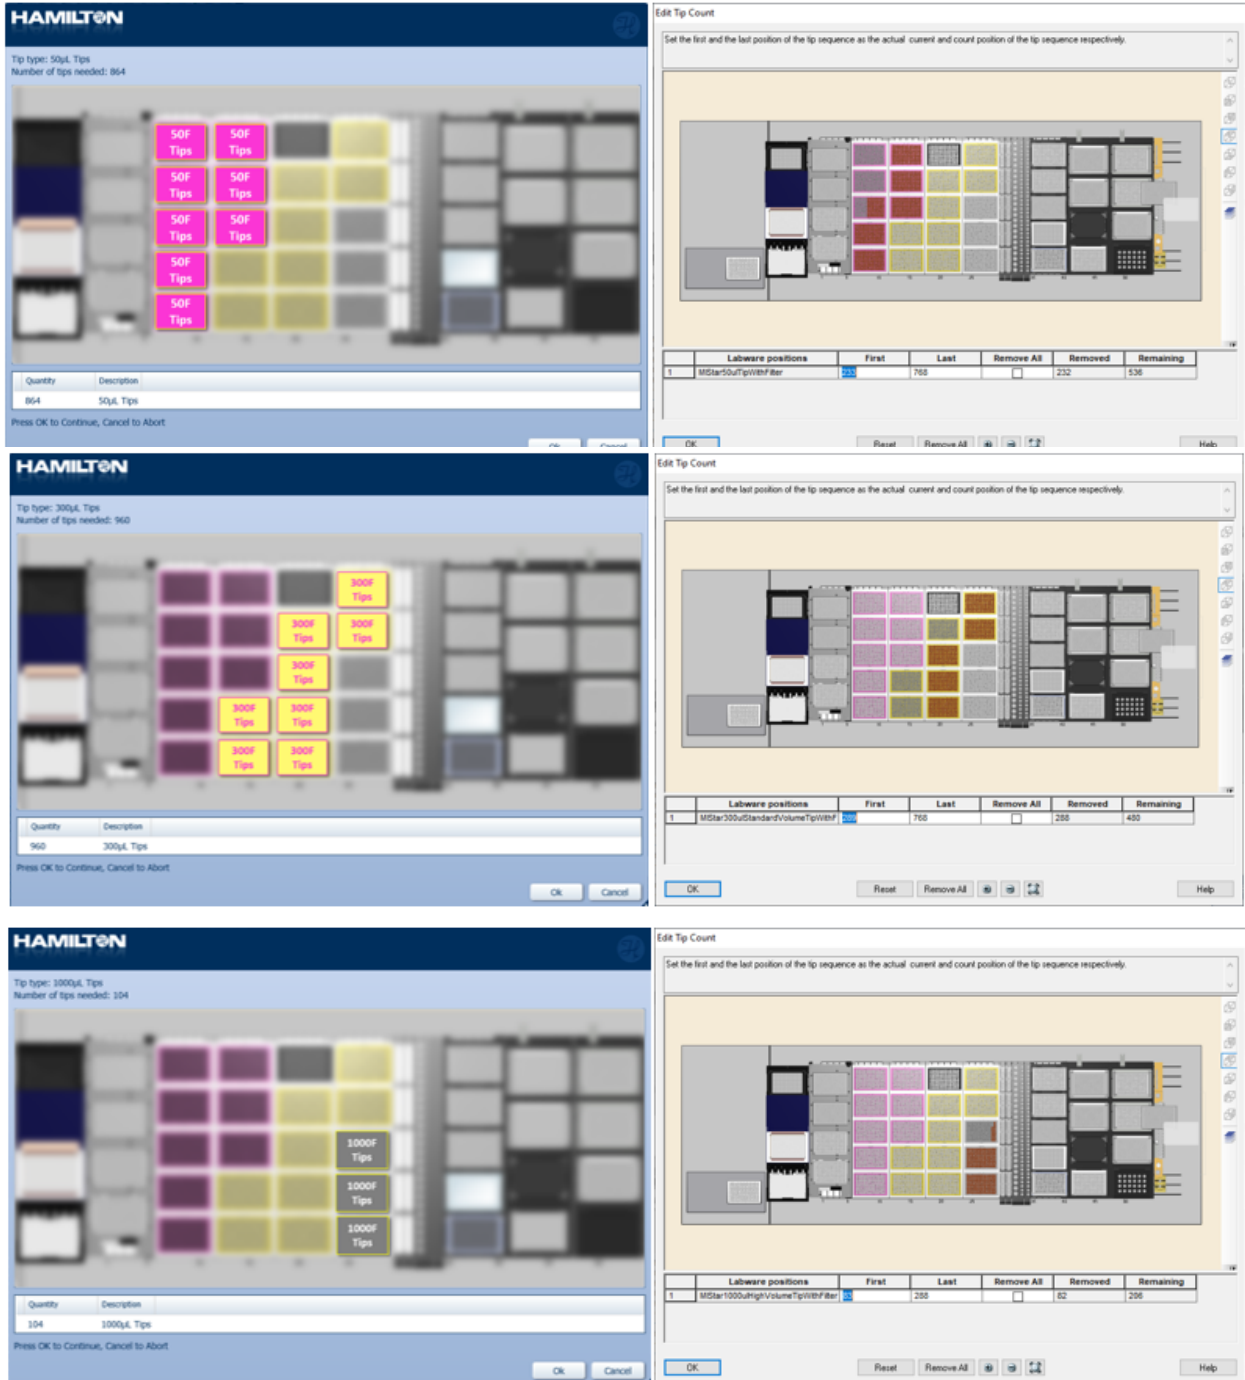 HAMILTON
Tip type: 50µL Tips
Number of tips needed: 864
50F Tips 50F Tips
50F Tips 50F Tips
50F Tips 50F Tips
50F Tips
50F Tips
Quantity Description
864 50µL Tips
Press OK to Continue, Cancel to Abort
Ok Cancel
Edit Tip Count
Set the first and the last position of the tip sequence as the actual current and count position of the tip sequence respectively.
Labware positions First Last Remove All Removed Remaining
1 MlStar50ulTipWithFilter 233 768 232 536
OK Reset Remove All Help
HAMILTON
Tip type: 300µL Tips
Number of tips needed: 960
300F Tips
300F Tips 300F Tips
300F Tips
300F Tips 300F Tips
300F Tips 300F Tips
Quantity Description
960 300µL Tips
Press OK to Continue, Cancel to Abort
Ok Cancel
Edit Tip Count
Set the first and the last position of the tip sequence as the actual current and count position of the tip sequence respectively.
Labware positions First Last Remove All Removed Remaining
1 MlStar300ulStandardVolumeTipWithF 289 768 288 480
OK Reset Remove All Help
HAMILTON
Tip type: 1000µL Tips
Number of tips needed: 104
1000F Tips
1000F Tips
1000F Tips
Quantity Description
104 1000µL Tips
Press OK to Continue, Cancel to Abort
Ok Cancel
Edit Tip Count
Set the first and the last position of the tip sequence as the actual current and count position of the tip sequence respectively.
Labware positions First Last Remove All Removed Remaining
1 MlStar1000ulHighVolumeTipWithFilter 83 288 82 206
OK Reset Remove All Help